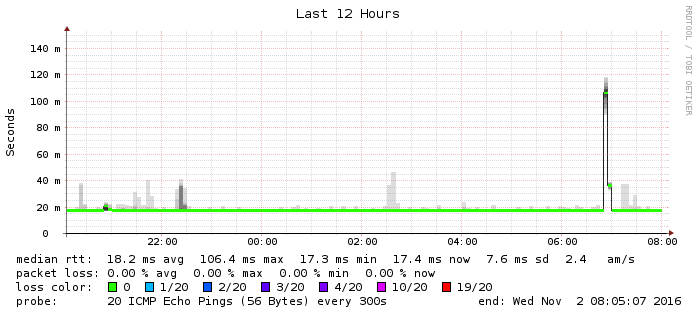 Last 12 Hours
RRDTOOL / TOBI OETIKER
Seconds
140 m
120 m
100 m
80 m
60 m
40 m
20 m
0
22:00 00:00 02:00 04:00 06:00 08:00
median rtt: 18.2 ms avg 106.4 ms max 17.3 ms min 17.4 ms now 7.6 ms sd 2.4 am/s
packet loss: 0.00 % avg 0.00 % max 0.00 % min 0.00 % now
loss color: 0 1/20 2/20 3/20 4/20 10/20 19/20
probe: 20 ICMP Echo Pings (56 Bytes) every 300s end: Wed Nov 2 08:05:07 2016